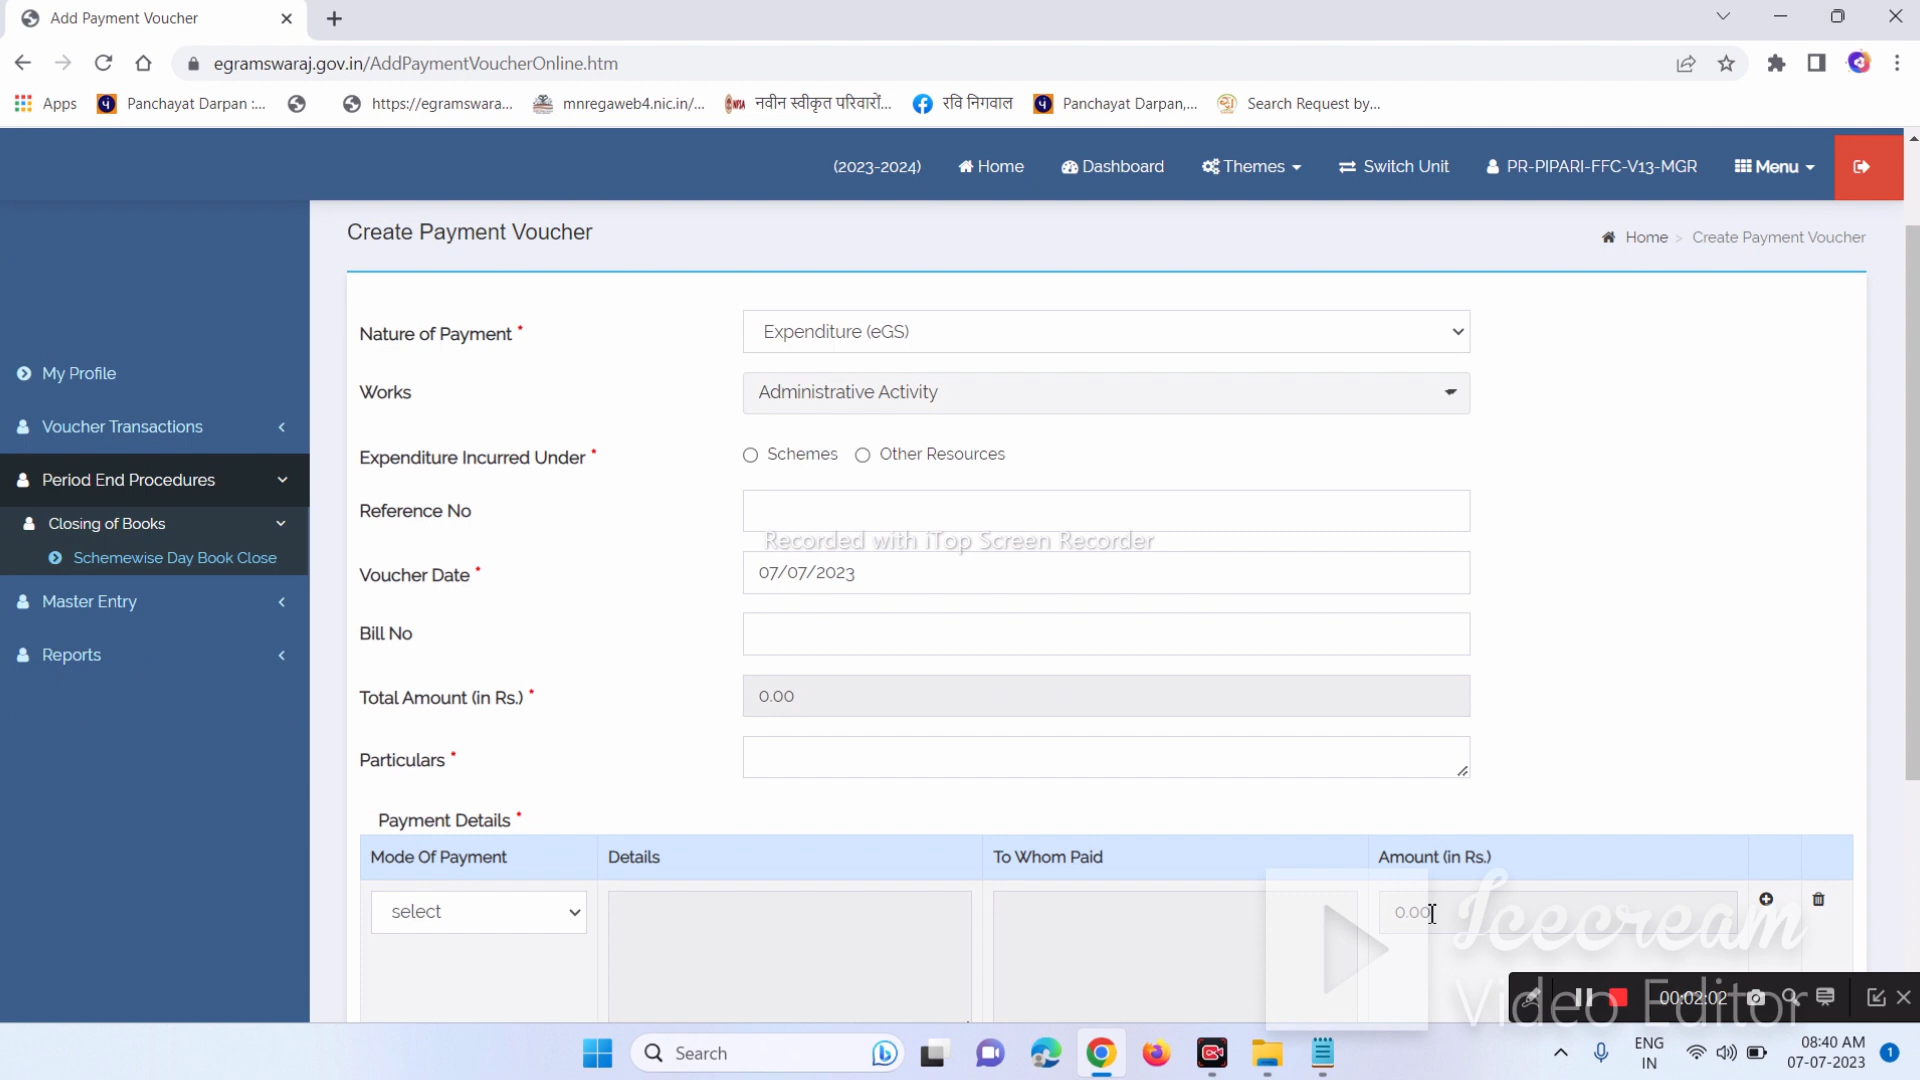 Add Payment Voucher
egramswaraj.gov.in/AddPaymentVoucherOnline.htm
Apps
Panchayat Darpan :...
https://egramswara...
mnregaweb4.nic.in/...
नवीन स्वीकृत परिवारों...
रवि निगवाल
Panchayat Darpan,...
Search Request by...
(2023-2024)
Home
Dashboard
Themes
Switch Unit
PR-PIPARI-FFC-V13-MGR
Menu
Create Payment Voucher
Home > Create Payment Voucher
My Profile
Voucher Transactions
Period End Procedures
Closing of Books
Schemewise Day Book Close
Master Entry
Reports
Nature of Payment *
Expenditure (eGS)
Works
Administrative Activity
Expenditure Incurred Under *
Schemes
Other Resources
Reference No
Recorded with iTop Screen Recorder
Voucher Date *
07/07/2023
Bill No
Total Amount (in Rs.) *
0.00
Particulars *
Payment Details *
Mode Of Payment
Details
To Whom Paid
Amount (in Rs.)
select
0.00
Icecream
Video Editor
00:02:02
Search
ENG
IN
08:40 AM
07-07-2023
1